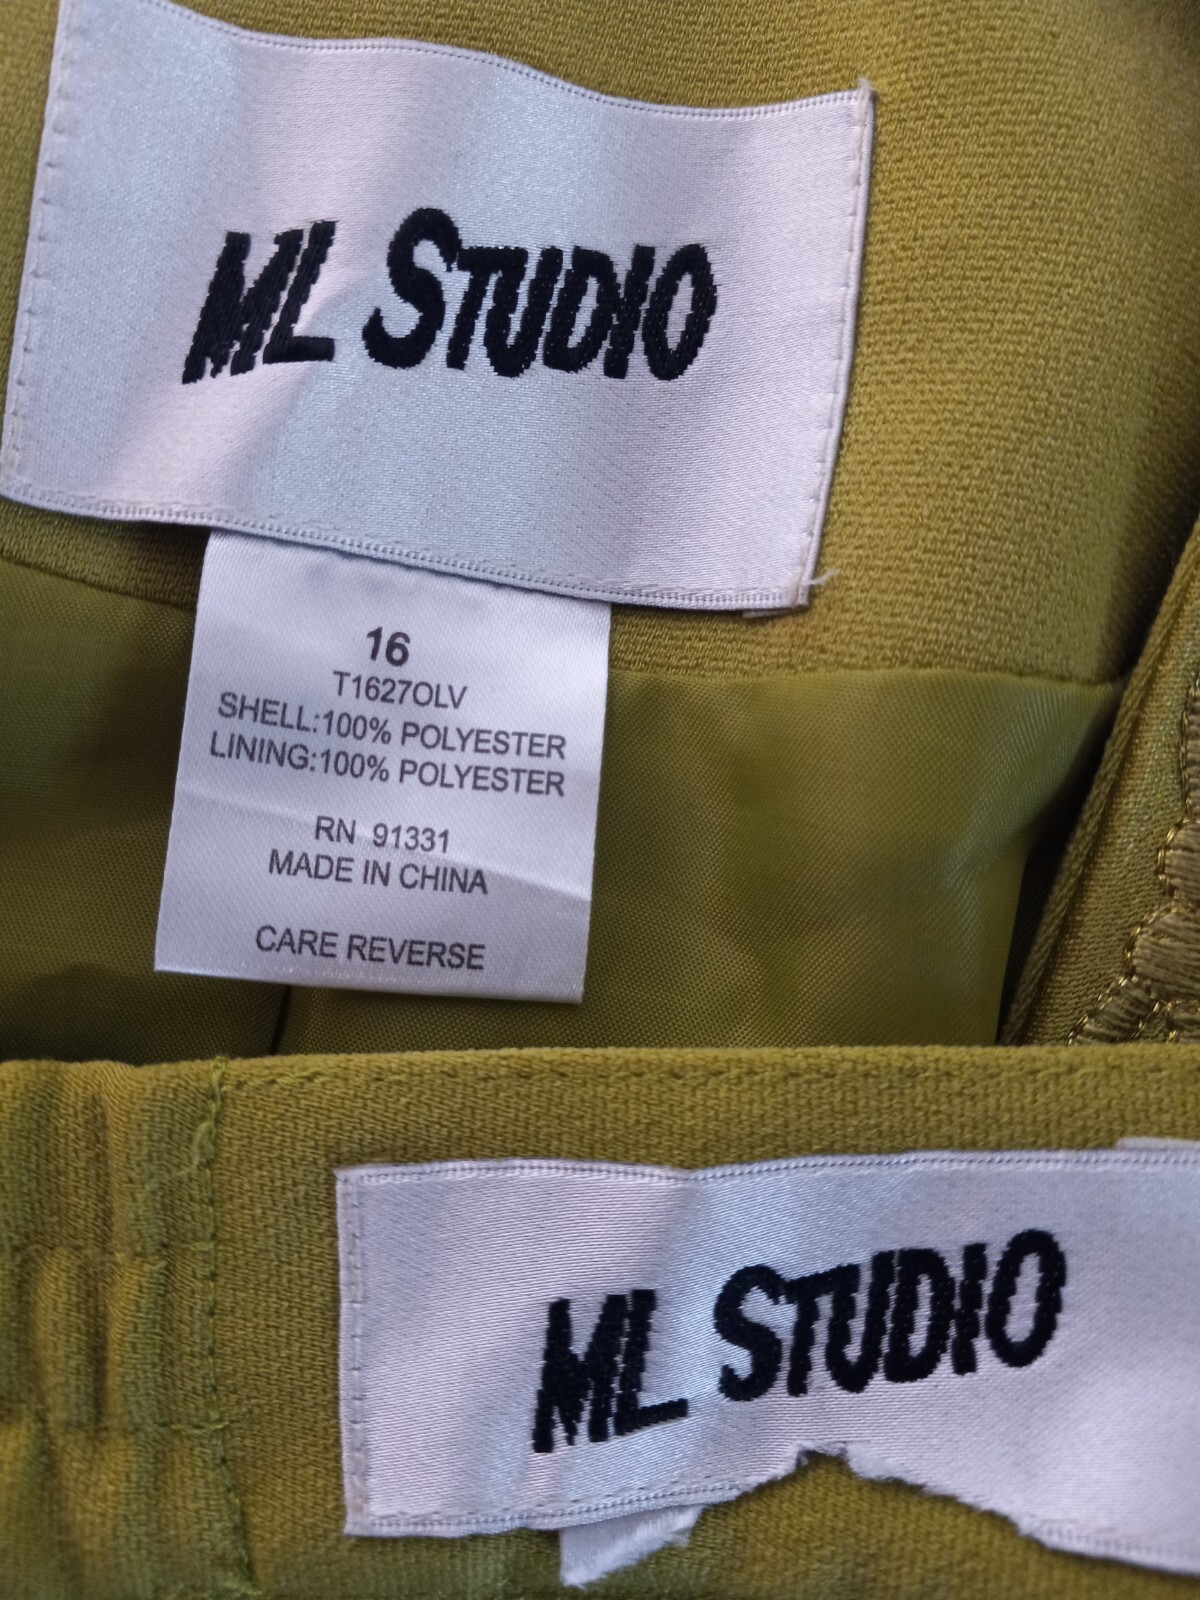 ML STUDIO
16
T1627OLV
SHELL:100% POLYESTER
LINING:100% POLYESTER
RN 91331
MADE IN CHINA
CARE REVERSE
ML STUDIO